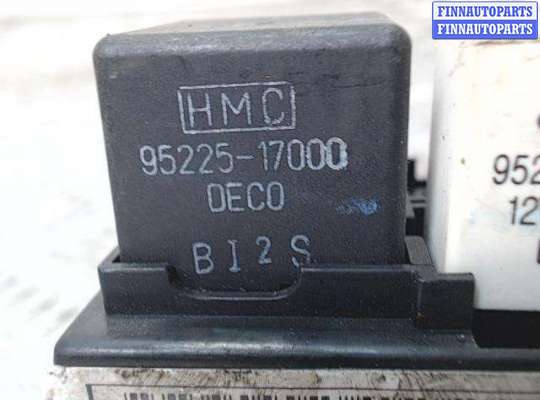 FINNAUTOPARTS
FINNAUTOPARTS
HMC
95225-17000
DECO
BI2S
952
12